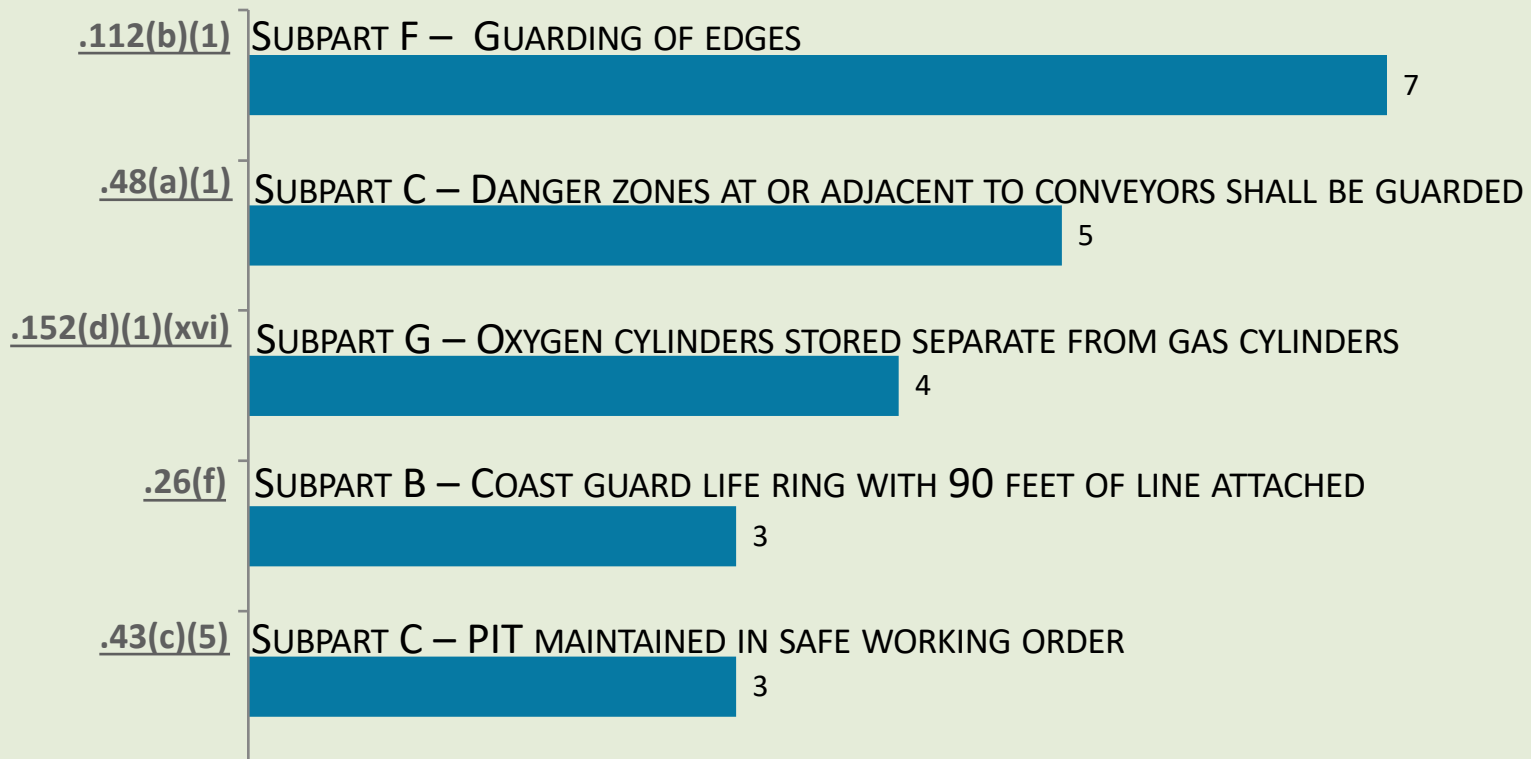 .112(b)(1) SUBPART F – GUARDING OF EDGES
7
.48(a)(1) SUBPART C – DANGER ZONES AT OR ADJACENT TO CONVEYORS SHALL BE GUARDED
5
.152(d)(1)(xvi) SUBPART G – OXYGEN CYLINDERS STORED SEPARATE FROM GAS CYLINDERS
4
.26(f) SUBPART B – COAST GUARD LIFE RING WITH 90 FEET OF LINE ATTACHED
3
.43(c)(5) SUBPART C – PIT MAINTAINED IN SAFE WORKING ORDER
3